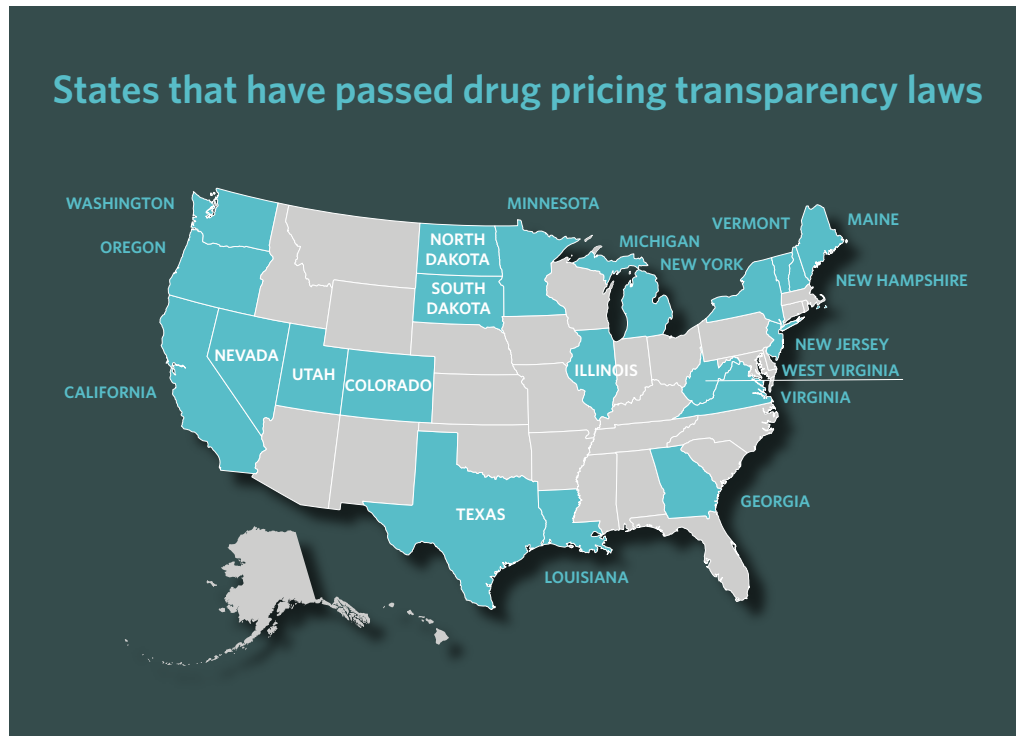 States that have passed drug pricing transparency laws
WASHINGTON
OREGON
CALIFORNIA
NEVADA
UTAH
COLORADO
NORTH
DAKOTA
SOUTH
DAKOTA
MINNESOTA
MICHIGAN
ILLINOIS
TEXAS
LOUISIANA
VERMONT
MAINE
NEW YORK
NEW HAMPSHIRE
NEW JERSEY
WEST VIRGINIA
VIRGINIA
GEORGIA